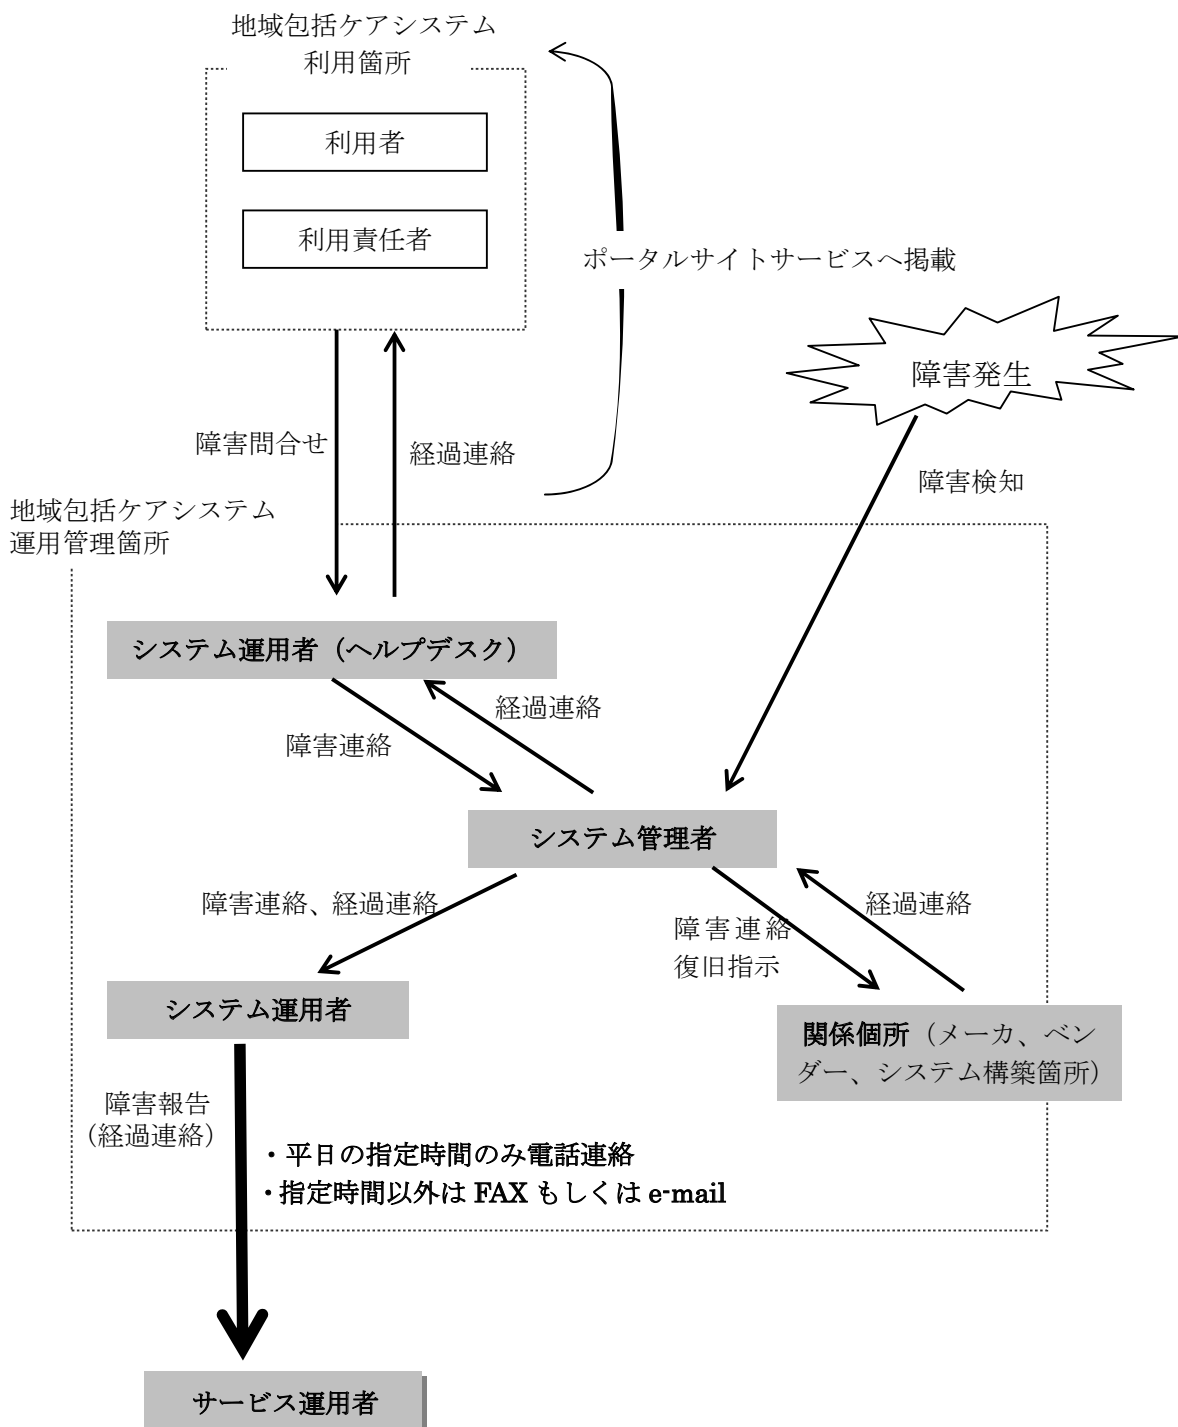 地域包括ケアシステム
利用箇所
利用者
利用責任者
ポータルサイトサービスへ掲載
障害発生
障害問合せ
経過連絡
障害検知
地域包括ケアシステム
運用管理箇所
システム運用者（ヘルプデスク）
経過連絡
障害連絡
システム管理者
障害連絡、経過連絡
経過連絡
障害連絡
復旧指示
システム運用者
関係個所（メーカ、ベン
ダー、システム構築箇所）
障害報告
（経過連絡）
・平日の指定時間のみ電話連絡
・指定時間以外は FAX もしくは e-mail
サービス運用者